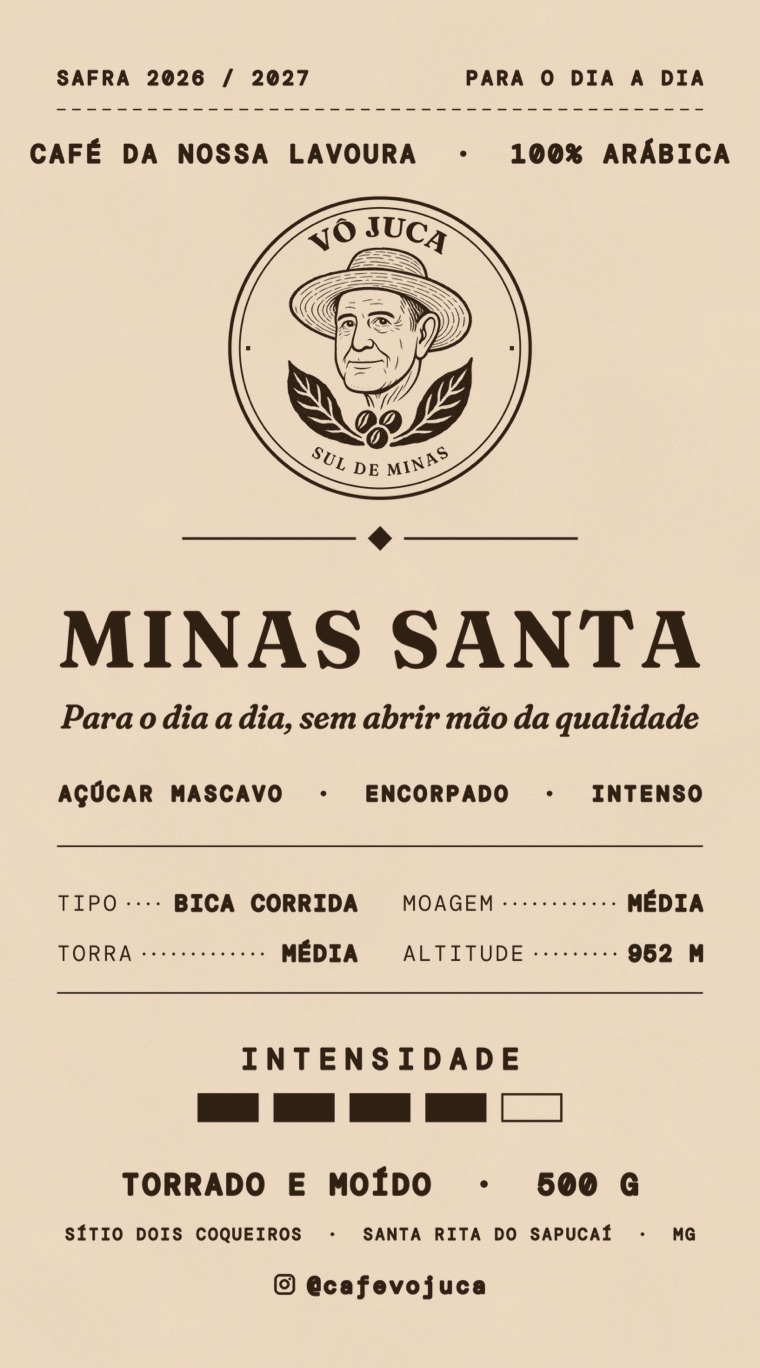 SAFRA 2026 / 2027 PARA O DIA A DIA
CAFÉ DA NOSSA LAVOURA · 100% ARÁBICA
VÔ JUCA
SUL DE MINAS
MINAS SANTA
Para o dia a dia, sem abrir mão da qualidade
AÇÚCAR MASCAVO · ENCORPADO · INTENSO
TIPO ···· BICA CORRIDA MOAGEM ············ MÉDIA
TORRA ············· MÉDIA ALTITUDE ········· 952 M
INTENSIDADE
TORRADO E MOÍDO · 500 G
SÍTIO DOIS COQUEIROS · SANTA RITA DO SAPUCAÍ · MG
@cafevojuca